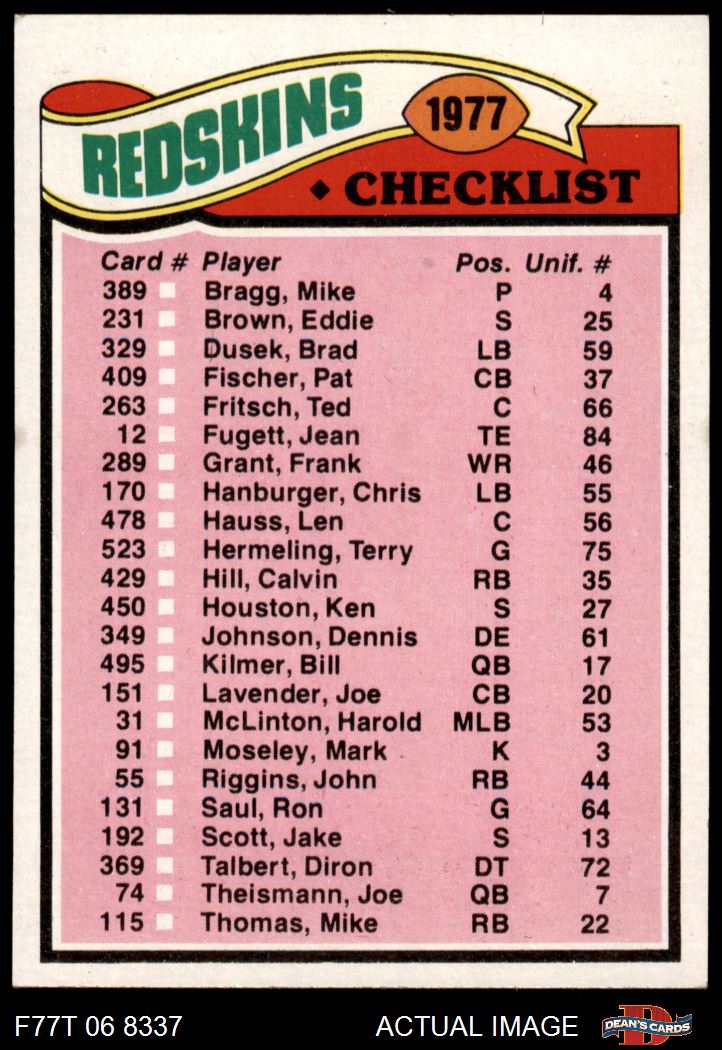 REDSKINS
1977
♦ CHECKLIST
Card # Player Pos. Unif. #
389 Bragg, Mike P 4
231 Brown, Eddie S 25
329 Dusek, Brad LB 59
409 Fischer, Pat CB 37
263 Fritsch, Ted C 66
12 Fugett, Jean TE 84
289 Grant, Frank WR 46
170 Hanburger, Chris LB 55
478 Hauss, Len C 56
523 Hermeling, Terry G 75
429 Hill, Calvin RB 35
450 Houston, Ken S 27
349 Johnson, Dennis DE 61
495 Kilmer, Bill QB 17
151 Lavender, Joe CB 20
31 McLinton, Harold MLB 53
91 Moseley, Mark K 3
55 Riggins, John RB 44
131 Saul, Ron G 64
192 Scott, Jake S 13
369 Talbert, Diron DT 72
74 Theismann, Joe QB 7
115 Thomas, Mike RB 22
F77T 06 8337 ACTUAL IMAGE
D
DEAN'S CARDS